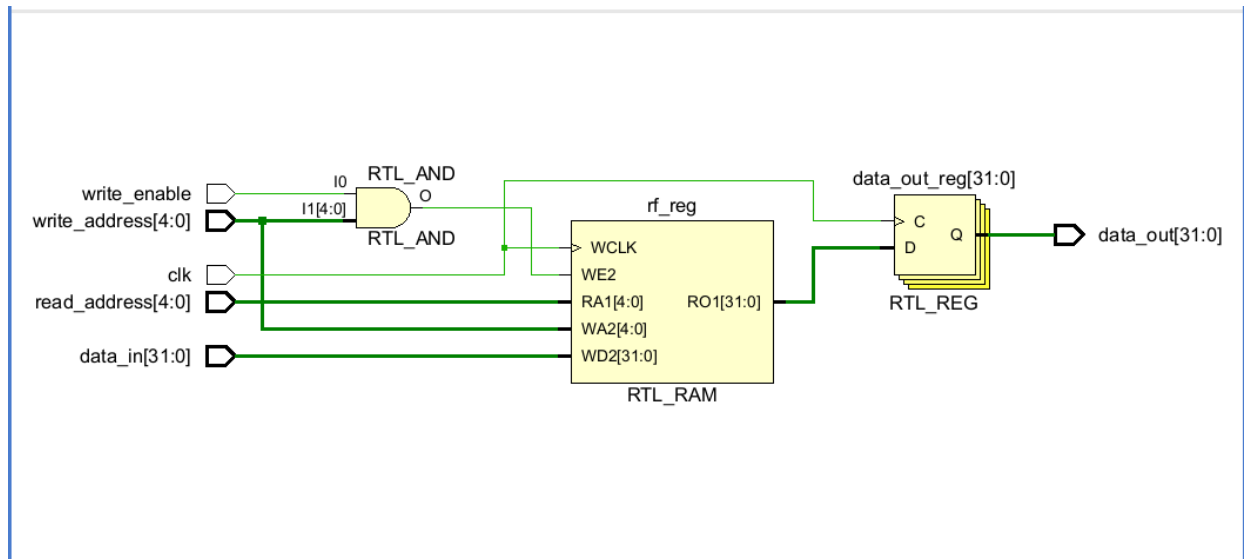 RTL_AND
data_out_reg[31:0]
I0
O
write_enable
rf_reg
I1[4:0]
C
write_address[4:0]
RTL_AND
Q
data_out[31:0]
D
WCLK
clk
WE2
read_address[4:0]
RA1[4:0]
RO1[31:0]
RTL_REG
WA2[4:0]
data_in[31:0]
WD2[31:0]
RTL_RAM